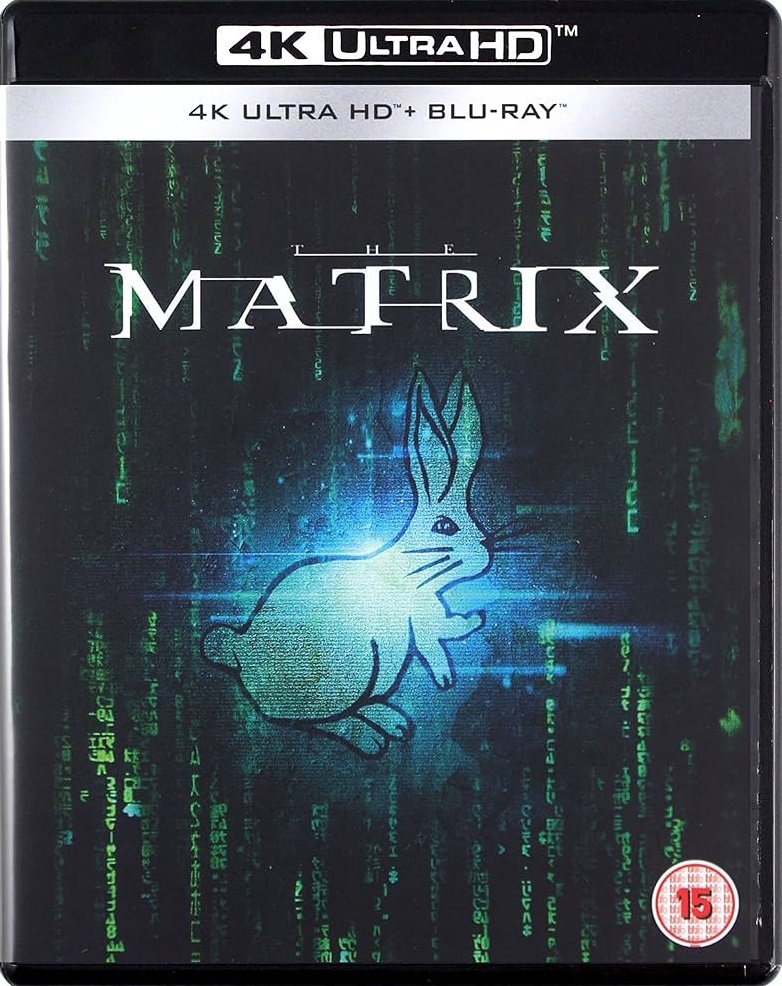 4K ULTRA HD™
4K ULTRA HD™ + BLU-RAY™
THE
MATRIX
15